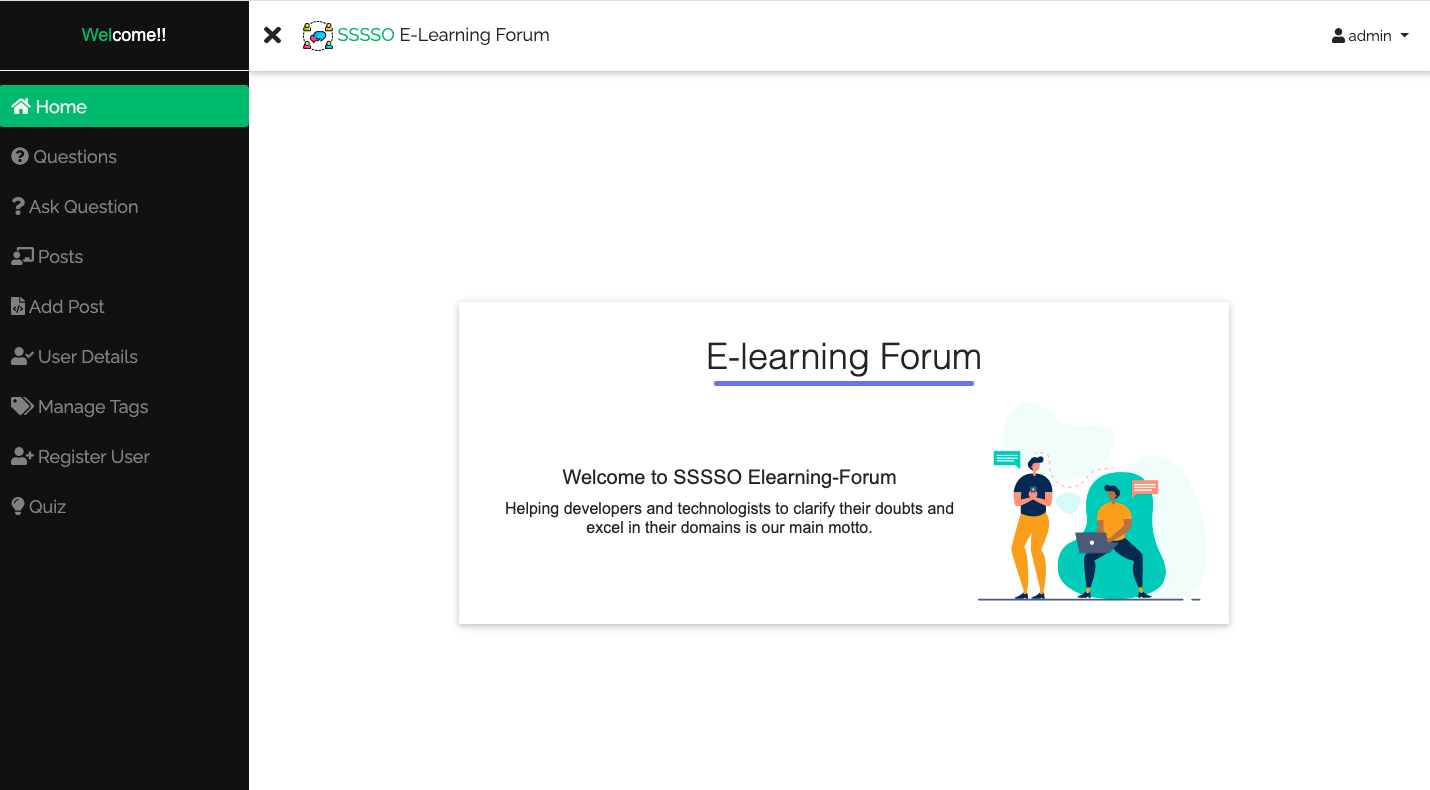 Welcome!!
SSSSO E-Learning Forum
admin
Home
Questions
Ask Question
Posts
Add Post
User Details
Manage Tags
Register User
Quiz
E-learning Forum
Welcome to SSSSO Elearning-Forum
Helping developers and technologists to clarify their doubts and
excel in their domains is our main motto.